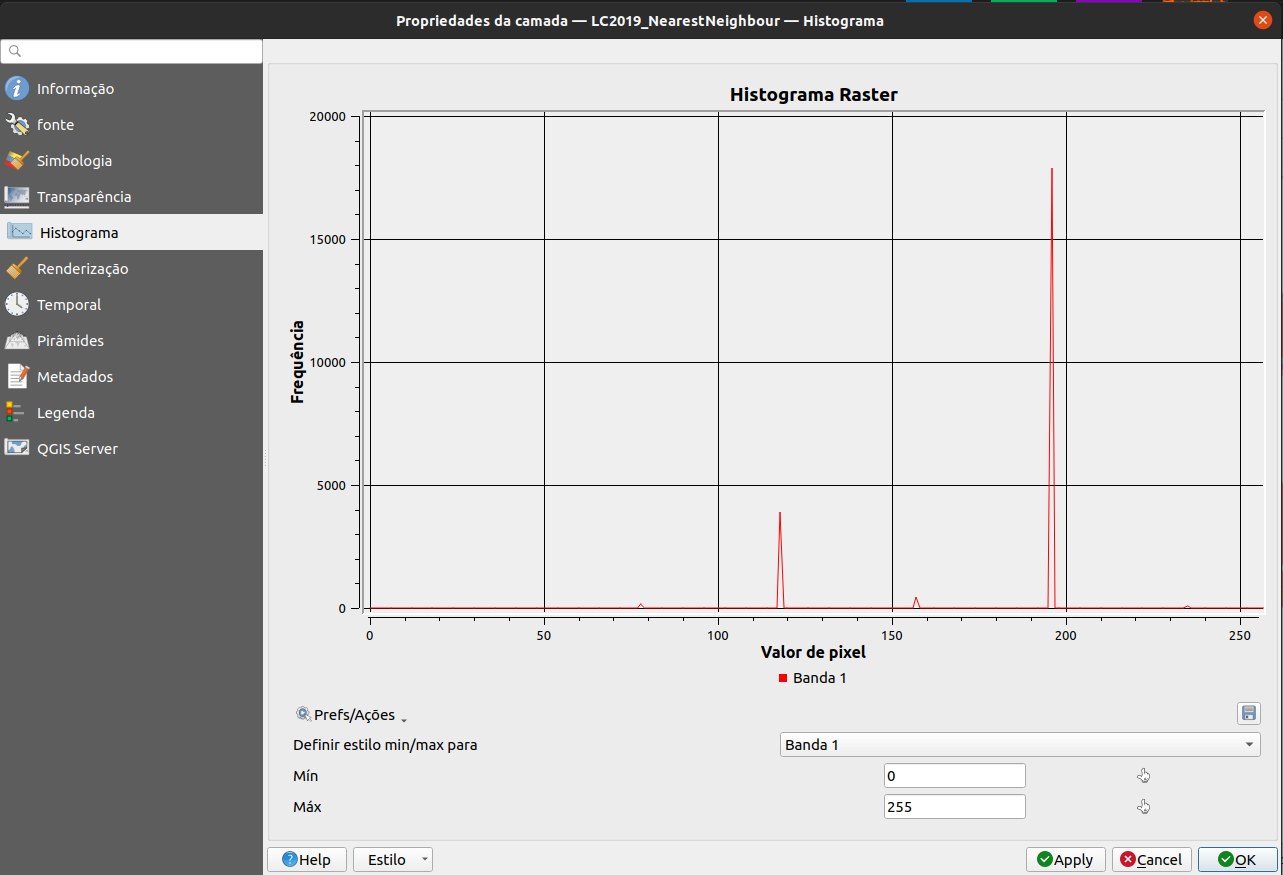 Propriedades da camada — LC2019_NearestNeighbour — Histograma
Informação
fonte
Simbologia
Transparência
Histograma
Renderização
Temporal
Pirâmides
Metadados
Legenda
QGIS Server
Histograma Raster
20000
15000
10000
5000
0
Frequência
0 50 100 150 200 250
Valor de pixel
Banda 1
Prefs/Ações
Definir estilo min/max para Banda 1
Mín 0
Máx 255
Help Estilo Apply Cancel OK